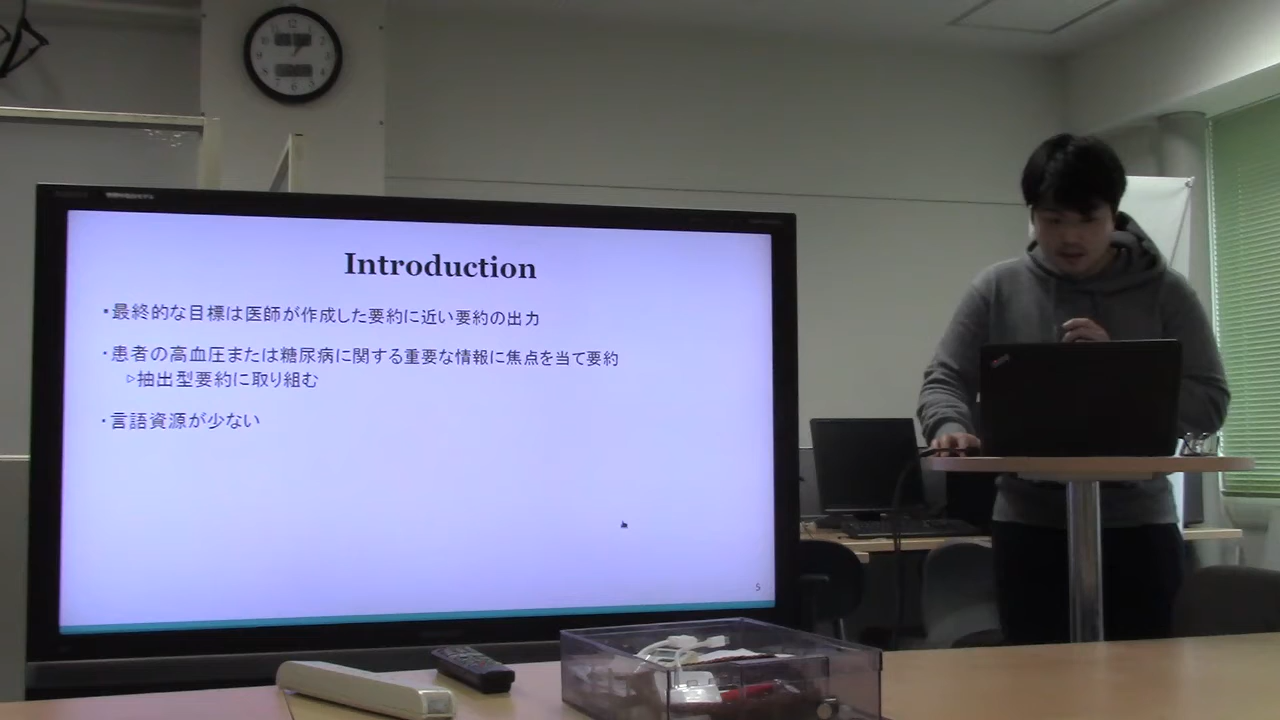 Introduction
・最終的な目標は医師が作成した要約に近い要約の出力
・患者の高血圧または糖尿病に関する重要な情報に焦点を当て要約
▷抽出型要約に取り組む
・言語資源が少ない
5